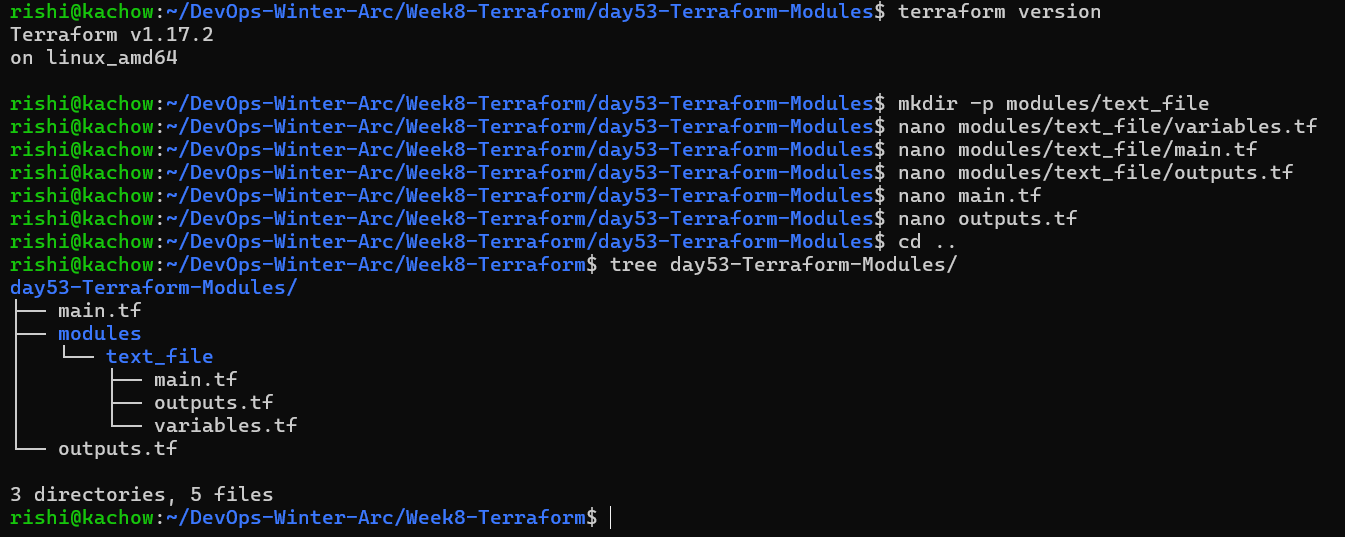 rishi@kachow:~/DevOps-Winter-Arc/Week8-Terraform/day53-Terraform-Modules$ terraform version
Terraform v1.17.2
on linux_amd64
rishi@kachow:~/DevOps-Winter-Arc/Week8-Terraform/day53-Terraform-Modules$ mkdir -p modules/text_file
rishi@kachow:~/DevOps-Winter-Arc/Week8-Terraform/day53-Terraform-Modules$ nano modules/text_file/variables.tf
rishi@kachow:~/DevOps-Winter-Arc/Week8-Terraform/day53-Terraform-Modules$ nano modules/text_file/main.tf
rishi@kachow:~/DevOps-Winter-Arc/Week8-Terraform/day53-Terraform-Modules$ nano modules/text_file/outputs.tf
rishi@kachow:~/DevOps-Winter-Arc/Week8-Terraform/day53-Terraform-Modules$ nano main.tf
rishi@kachow:~/DevOps-Winter-Arc/Week8-Terraform/day53-Terraform-Modules$ nano outputs.tf
rishi@kachow:~/DevOps-Winter-Arc/Week8-Terraform/day53-Terraform-Modules$ cd ..
rishi@kachow:~/DevOps-Winter-Arc/Week8-Terraform$ tree day53-Terraform-Modules/
day53-Terraform-Modules/
├── main.tf
├── modules
│   └── text_file
│       ├── main.tf
│       ├── outputs.tf
│       └── variables.tf
└── outputs.tf
3 directories, 5 files
rishi@kachow:~/DevOps-Winter-Arc/Week8-Terraform$